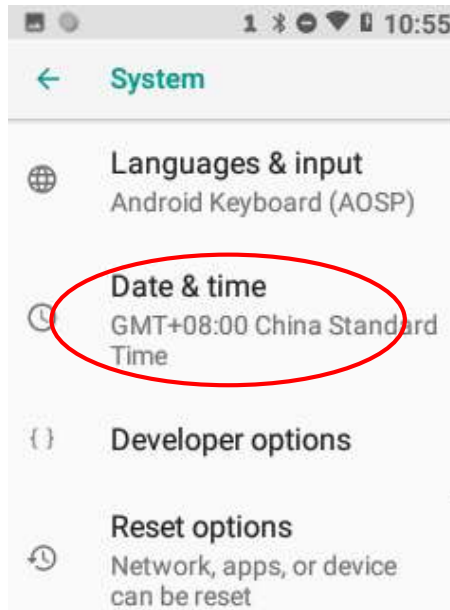 1 10:55
System
Languages & input
Android Keyboard (AOSP)
Date & time
GMT+08:00 China Standard
Time
{ } Developer options
Reset options
Network, apps, or device
can be reset